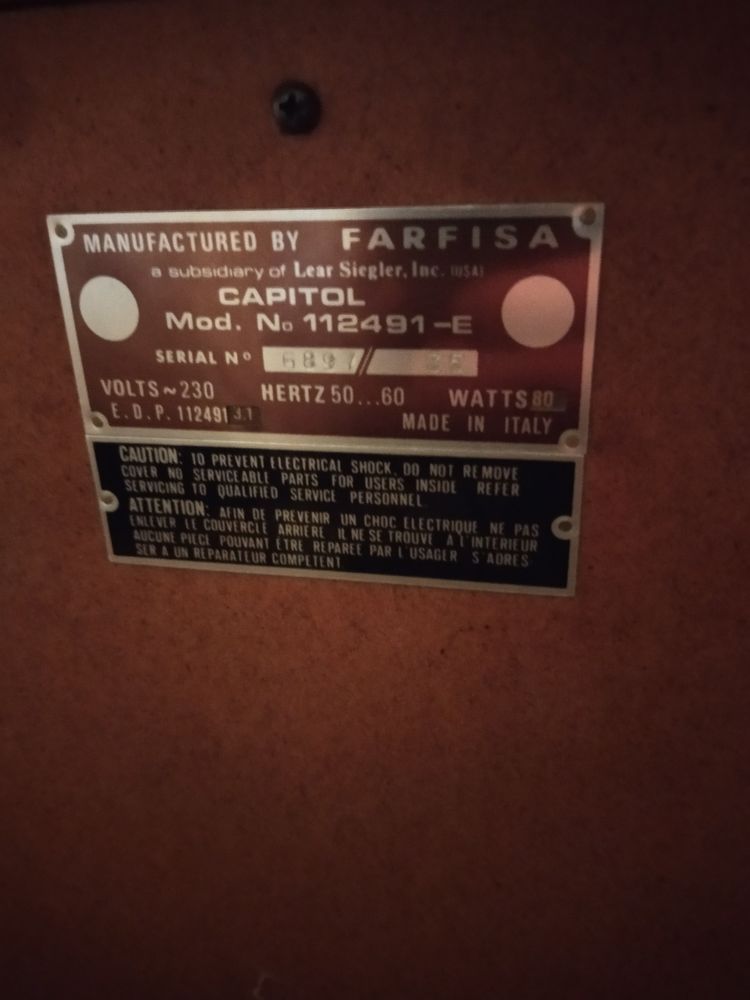 MANUFACTURED BY FARFISA
a subsidiary of Lear Siegler, Inc. (USA)
CAPITOL
Mod. No 112491-E
SERIAL No
VOLTS ~ 230 HERTZ 50...60 WATTS 80
E. D. P. 112491 3.1 MADE IN ITALY
CAUTION: TO PREVENT ELECTRICAL SHOCK, DO NOT REMOVE
COVER NO SERVICEABLE PARTS FOR USERS INSIDE REFER
SERVICING TO QUALIFIED SERVICE PERSONNEL
ATTENTION: AFIN DE PREVENIR UN CHOC ELECTRIQUE NE PAS
ENLEVER LE COUVERCLE ARRIERE IL NE SE TROUVE A L'INTERIEUR
AUCUNE PIECE POUVANT ETRE REPAREE PAR L'USAGER S'ADRES
SER A UN REPARATEUR COMPETENT